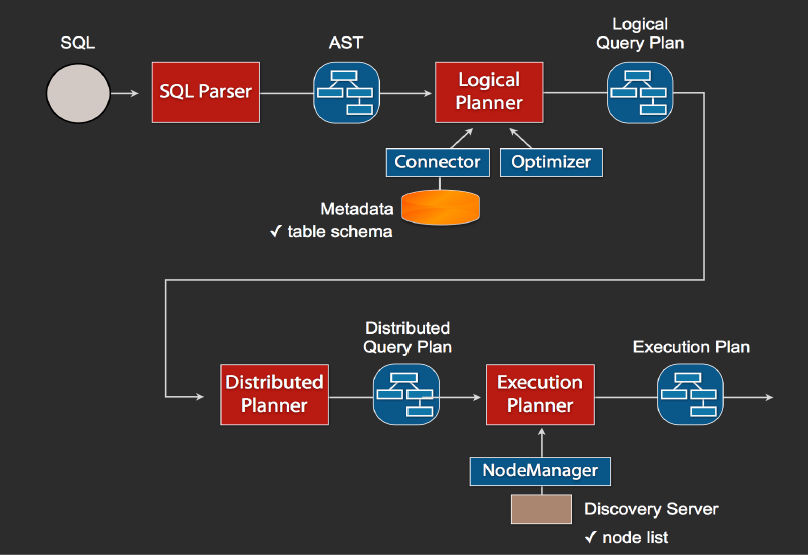 SQL
AST
Logical
Query Plan
SQL Parser
Logical
Planner
Connector
Optimizer
Metadata
✓ table schema
Distributed
Query Plan
Execution Plan
Distributed
Planner
Execution
Planner
NodeManager
Discovery Server
✓ node list